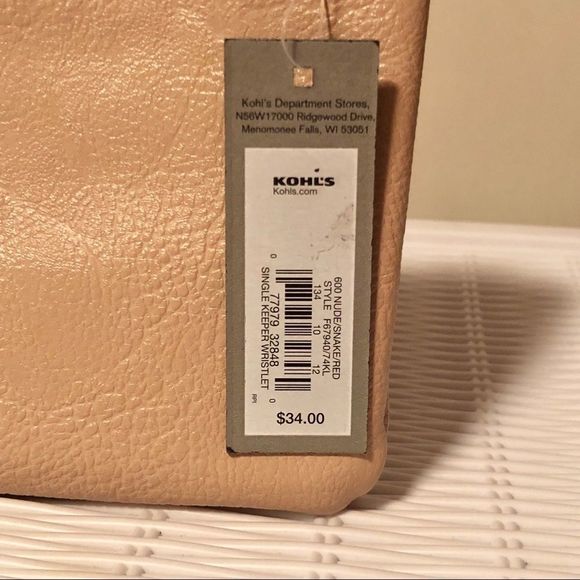 Kohl's Department Stores,
N56W17000 Ridgewood Drive,
Menomonee Falls, WI 53051
KOHL'S
Kohls.com
600 NUDE/SNAKE/RED
STYLE F67940/74KL
134 10 12
0 77979 32848 0
SINGLE KEEPER WRISTLET
RPI
$34.00